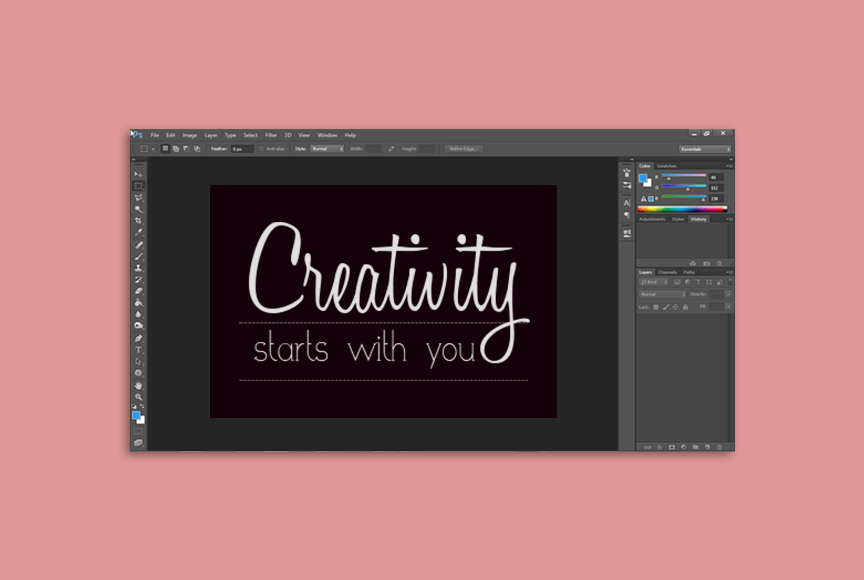 Ps File Edit Image Layer Type Select Filter 3D View Window Help
Feather: 0 px Anti-alias Style: Normal Width: Height: Refine Edge... Essentials
Color Swatches
R 46
G 152
B 238
Adjustments Styles History
Layers Channels Paths
Kind
Normal Opacity:
Lock: Fill:
Creativity
starts with you